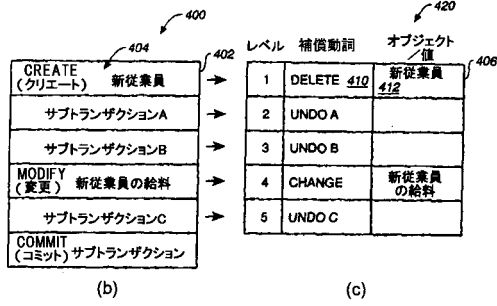 400
420
404
402
CREATE
(クリエート) 新従業員
サブトランザクションA
サブトランザクションB
MODIFY
(変更) 新従業員の給料
サブトランザクションC
COMMIT
(コミット)サブトランザクション
(b)
レベル 補償動詞 オブジェクト
/値
406
1 DELETE 410 新従業員
412
2 UNDO A
3 UNDO B
4 CHANGE 新従業員
の給料
5 UNDO C
(c)